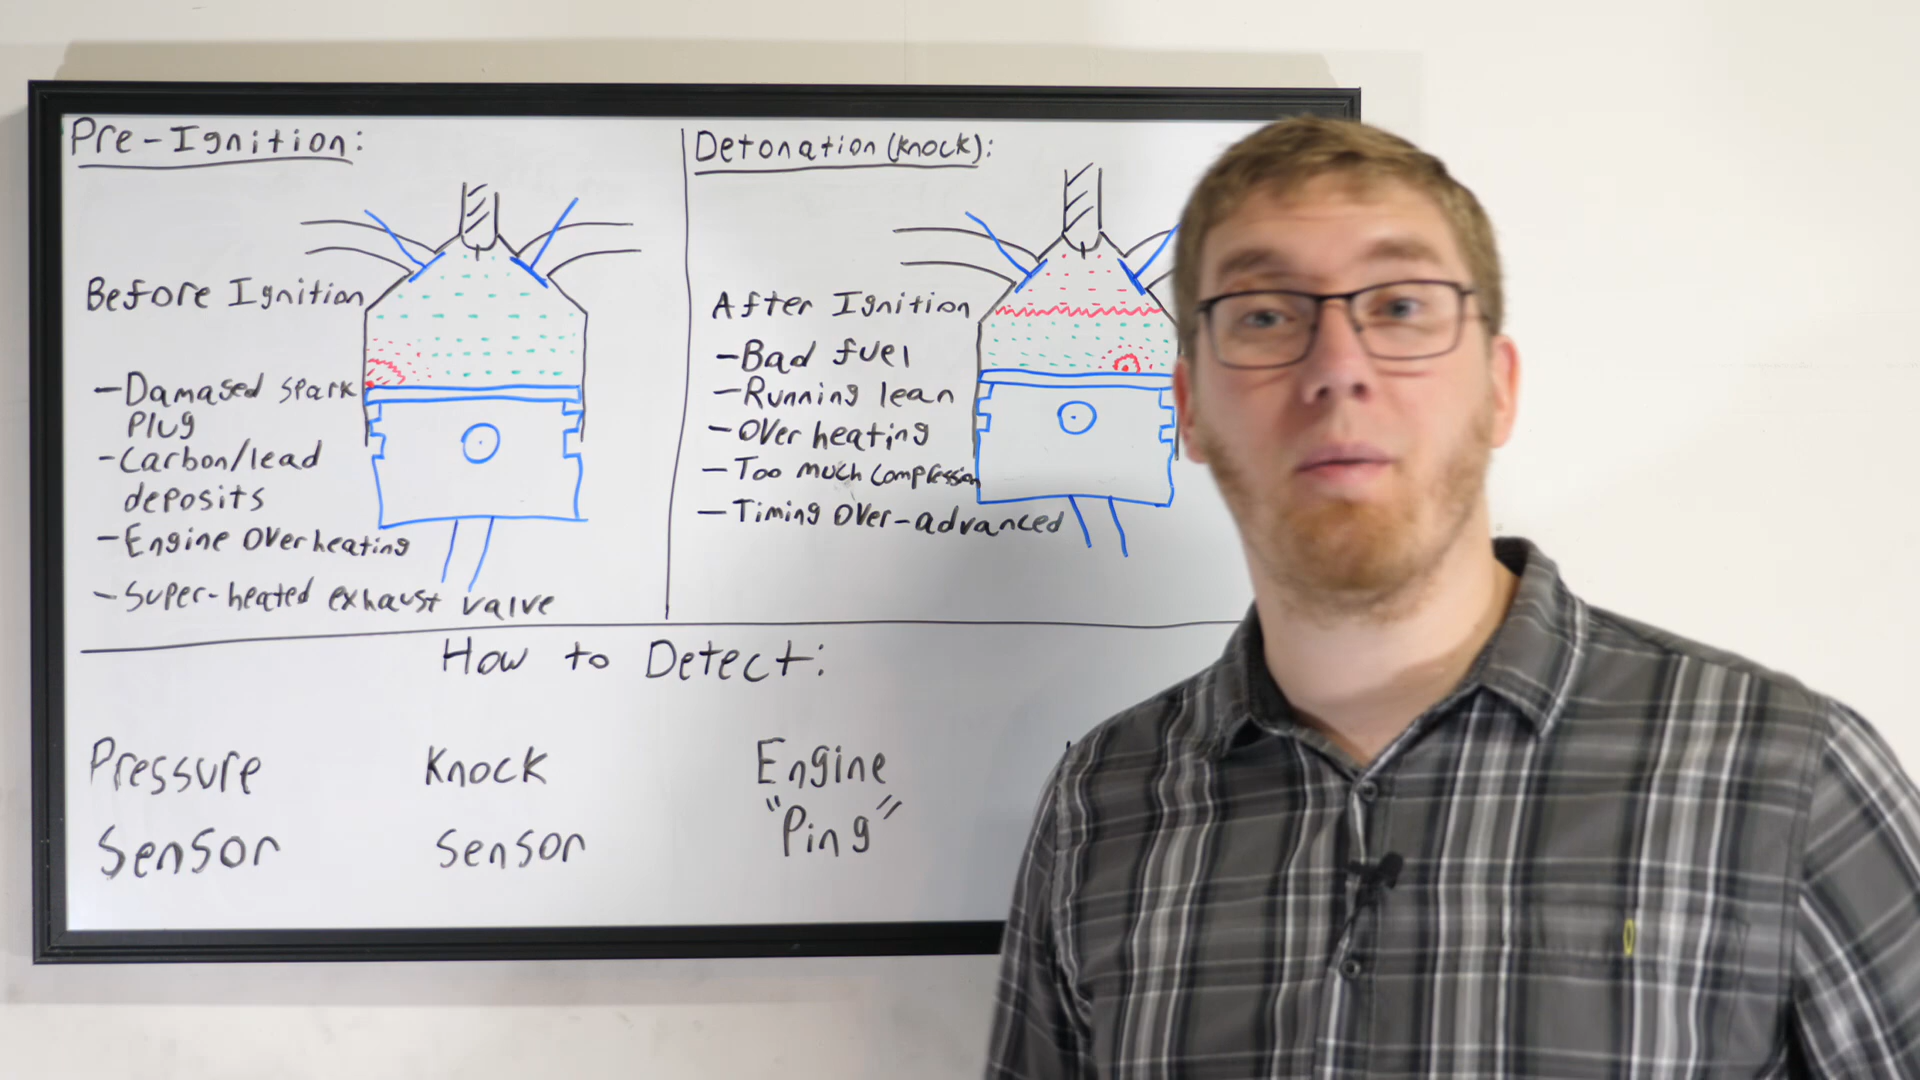 Pre-Ignition:
Before Ignition
-Damaged spark
Plug
-Carbon/lead
deposits
-Engine Overheating
-Super-heated exhaust valve
Detonation (knock):
After Ignition
-Bad fuel
-Running lean
-Over heating
-Too much compression
-Timing Over-advanced
How to Detect:
Pressure
Sensor
Knock
Sensor
Engine
"Ping"